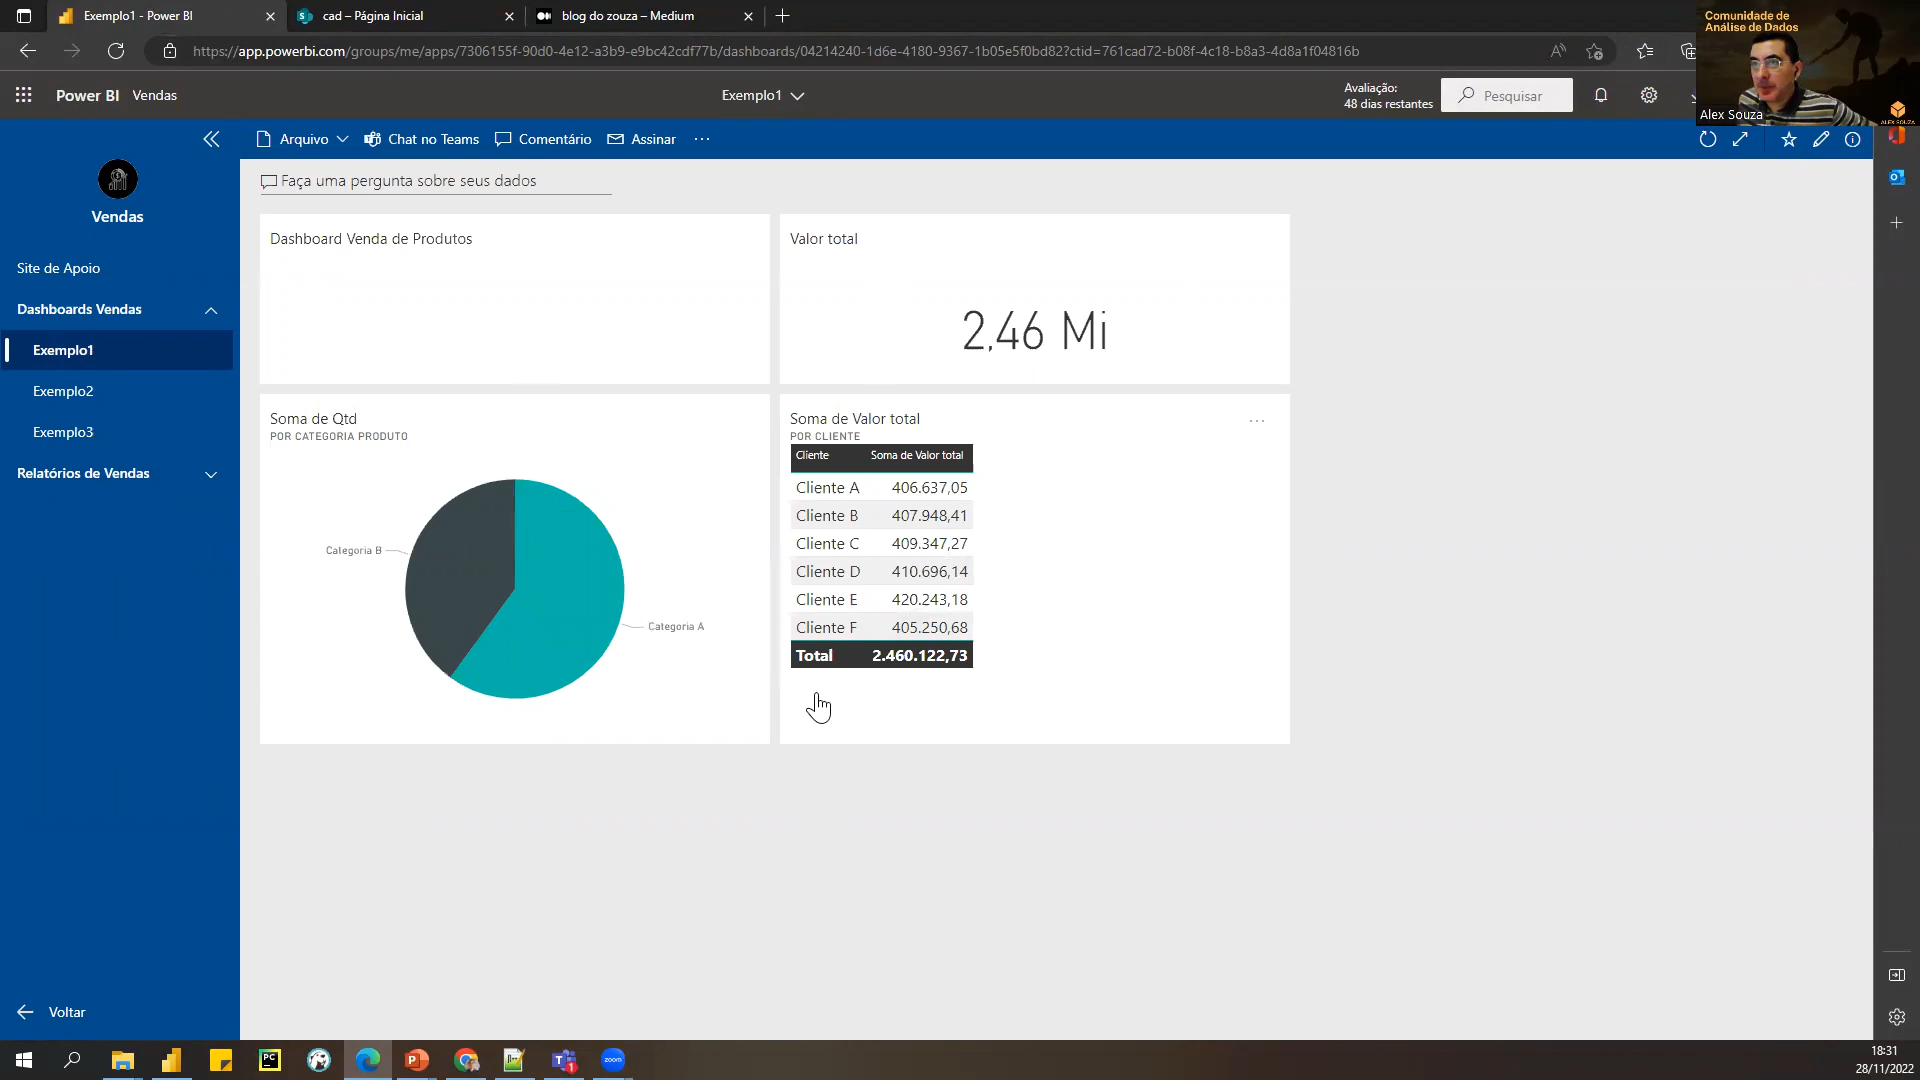 Exemplo1 - Power BI
cad – Página Inicial
blog do zouza – Medium
https://app.powerbi.com/groups/me/apps/7306155f-90d0-4e12-a3b9-e9bc42cdf77b/dashboards/04214240-1d6e-4180-9367-1b05e5f0bd82?ctid=761cad72-b08f-4c18-b8a3-4d8a1f04816b
Comunidade de
Análise de Dados
Alex Souza
ALEX SOUZA
Power BI Vendas
Exemplo1
Avaliação:
48 dias restantes
Pesquisar
Arquivo
Chat no Teams
Comentário
Assinar
Vendas
Site de Apoio
Dashboards Vendas
Exemplo1
Exemplo2
Exemplo3
Relatórios de Vendas
Voltar
Faça uma pergunta sobre seus dados
Dashboard Venda de Produtos
Valor total
2,46 Mi
Soma de Qtd
POR CATEGORIA PRODUTO
Categoria B
Categoria A
Soma de Valor total
POR CLIENTE
Cliente Soma de Valor total
Cliente A 406.637,05
Cliente B 407.948,41
Cliente C 409.347,27
Cliente D 410.696,14
Cliente E 420.243,18
Cliente F 405.250,68
Total 2.460.122,73
PC
P
T
1
zoom
18:31
28/11/2022